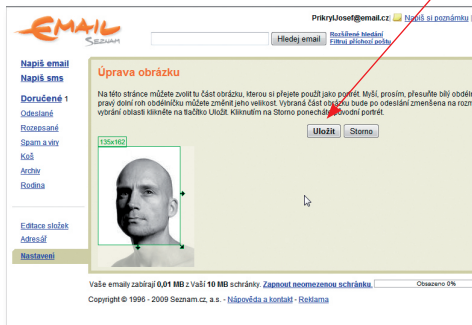 EMAIL
SEZNAM
PrikrylJosef@email.cz
Napiš si poznámku
Hledej email
Rozšířené hledání
Filtruj příchozí poštu
Napiš email
Napiš sms
Doručené 1
Odeslané
Rozepsané
Spam a viry
Koš
Archiv
Rodina
Editace složek
Adresář
Nastavení
Úprava obrázku
Na této stránce můžete zvolit tu část obrázku, kterou si přejete použít jako portrét. Myší, prosím, přesuňte bílý obdéln
pravý dolní roh obdélníčku můžete změnit jeho velikost. Vybraná část obrázku bude po odeslání zmenšena na rozm
vybrání oblasti klikněte na tlačítko Uložit. Kliknutím na Storno ponecháte původní portrét.
Uložit Storno
135x162
Vaše emaily zabírají 0,01 MB z Vaší 10 MB schránky. Zapnout neomezenou schránku. Obsazeno 0%
Copyright © 1996 - 2009 Seznam.cz, a.s. - Nápověda a kontakt - Reklama